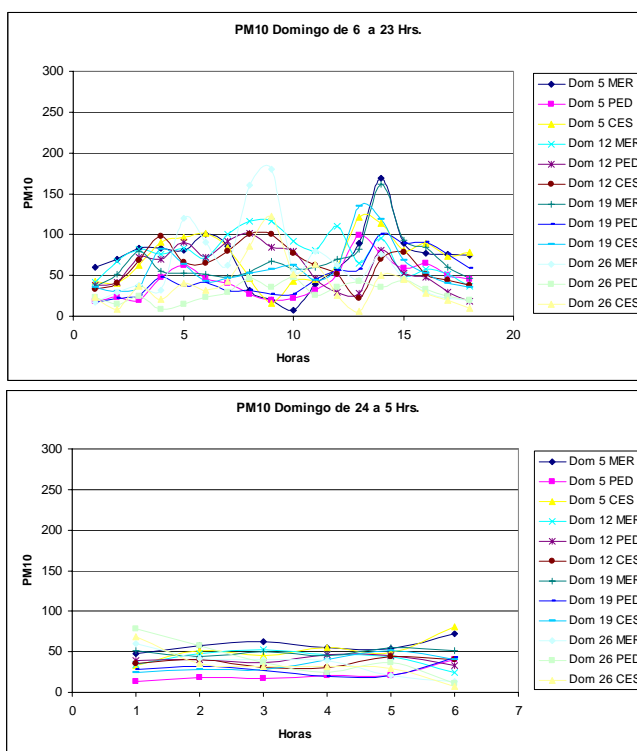 PM10 Domingo de 6 a 23 Hrs.
300
250
200
150
100
50
0
PM10
0
5
10
15
20
Horas
Dom 5 MER
Dom 5 PED
Dom 5 CES
Dom 12 MER
Dom 12 PED
Dom 12 CES
Dom 19 MER
Dom 19 PED
Dom 19 CES
Dom 26 MER
Dom 26 PED
Dom 26 CES
PM10 Domingo de 24 a 5 Hrs.
300
250
200
150
100
50
0
PM10
0
1
2
3
4
5
6
7
Horas
Dom 5 MER
Dom 5 PED
Dom 5 CES
Dom 12 MER
Dom 12 PED
Dom 12 CES
Dom 19 MER
Dom 19 PED
Dom 19 CES
Dom 26 MER
Dom 26 PED
Dom 26 CES